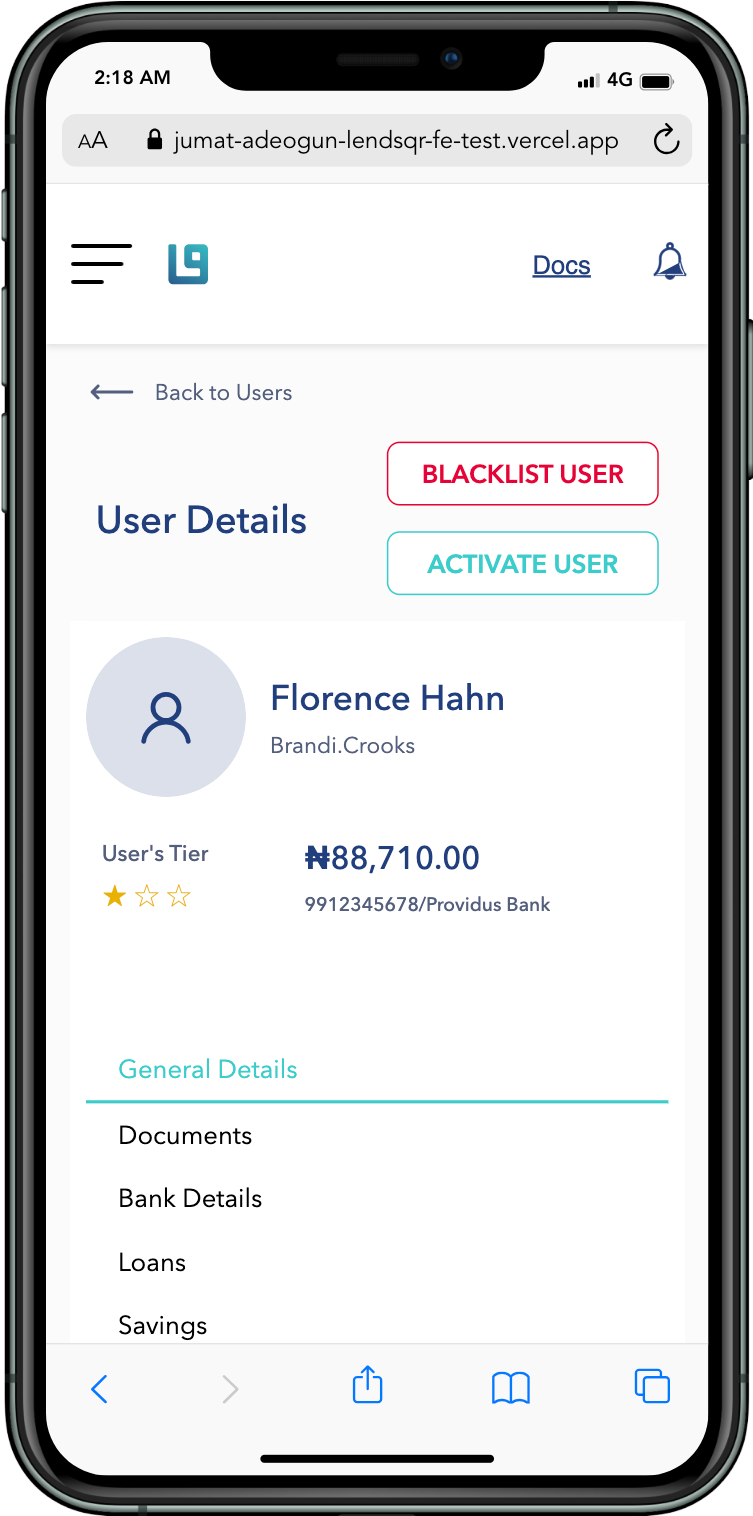 2:18 AM
4G
AA
jumat-adeogun-lendsqr-fe-test.vercel.app
Docs
Back to Users
BLACKLIST USER
User Details
ACTIVATE USER
Florence Hahn
Brandi.Crooks
User's Tier
₦88,710.00
9912345678/Providus Bank
General Details
Documents
Bank Details
Loans
Savings